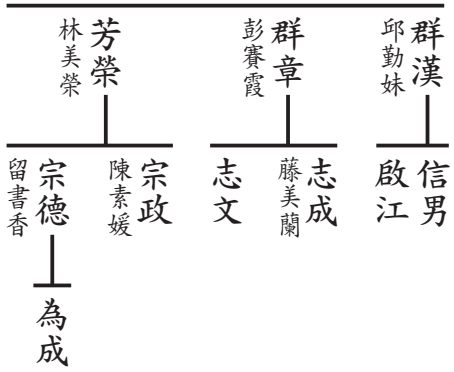 群漢
邱勤妹
群章
彭賽霞
芳榮
林美榮
信男
啟江
志成
藤美蘭
志文
宗政
陳素媛
宗德
留書香
為成